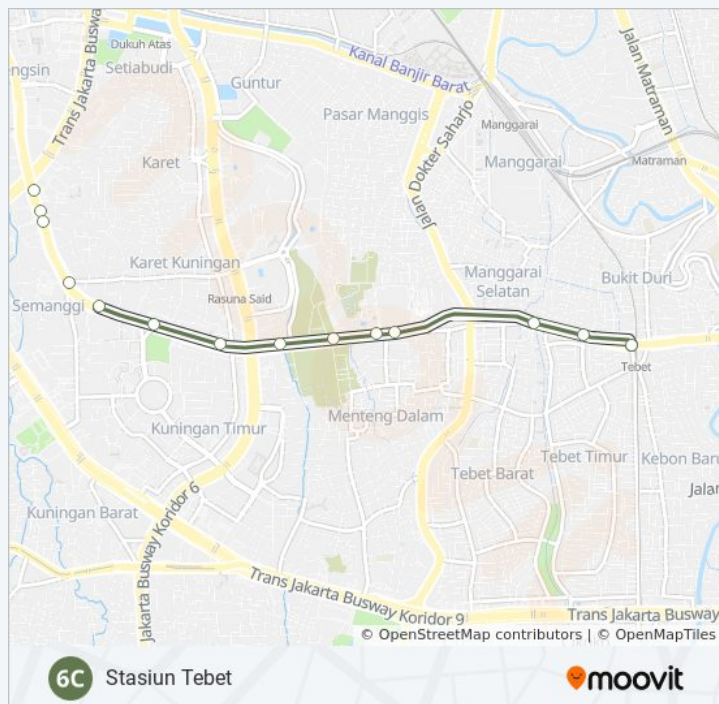 Dukuh Atas
Setiabudi
engsin
Trans Jakarta Busway
Guntur
Kanal Banjir Barat
Jalan Matraman
Pasar Manggis
Jalan Dokter Saharjo
Manggarai
Manggarai
Matraman
Karet
Karet Kuningan
Rasuna Said
Semanggi
Manggarai
Selatan
Bukit Duri
Tebet
Menteng Dalam
Kuningan Timur
Tebet Barat
Tebet Timur
Kebon Ban
Jalan
Kuningan Barat
Jakarta Busway Koridor 6
Trans Jakarta Busway Koridor 9
Trans Jakarta Busway
© OpenStreetMap contributors | © OpenMapTiles
6C Stasiun Tebet
moovit